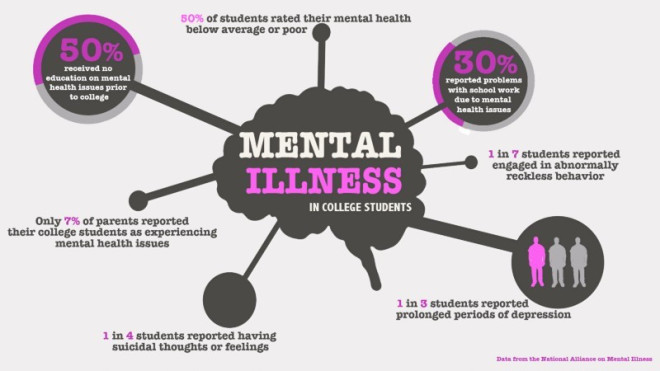 50% of students rated their mental health
below average or poor
50%
received no
education on mental
health issues prior
to college
30%
reported problems
with school work
due to mental
health issues
MENTAL
ILLNESS
IN COLLEGE STUDENTS
1 in 7 students reported
engaged in abnormally
reckless behavior
Only 7% of parents reported
their college students as experiencing
mental health issues
1 in 3 students reported
prolonged periods of depression
1 in 4 students reported having
suicidal thoughts or feelings
Data from the National Alliance on Mental Illness